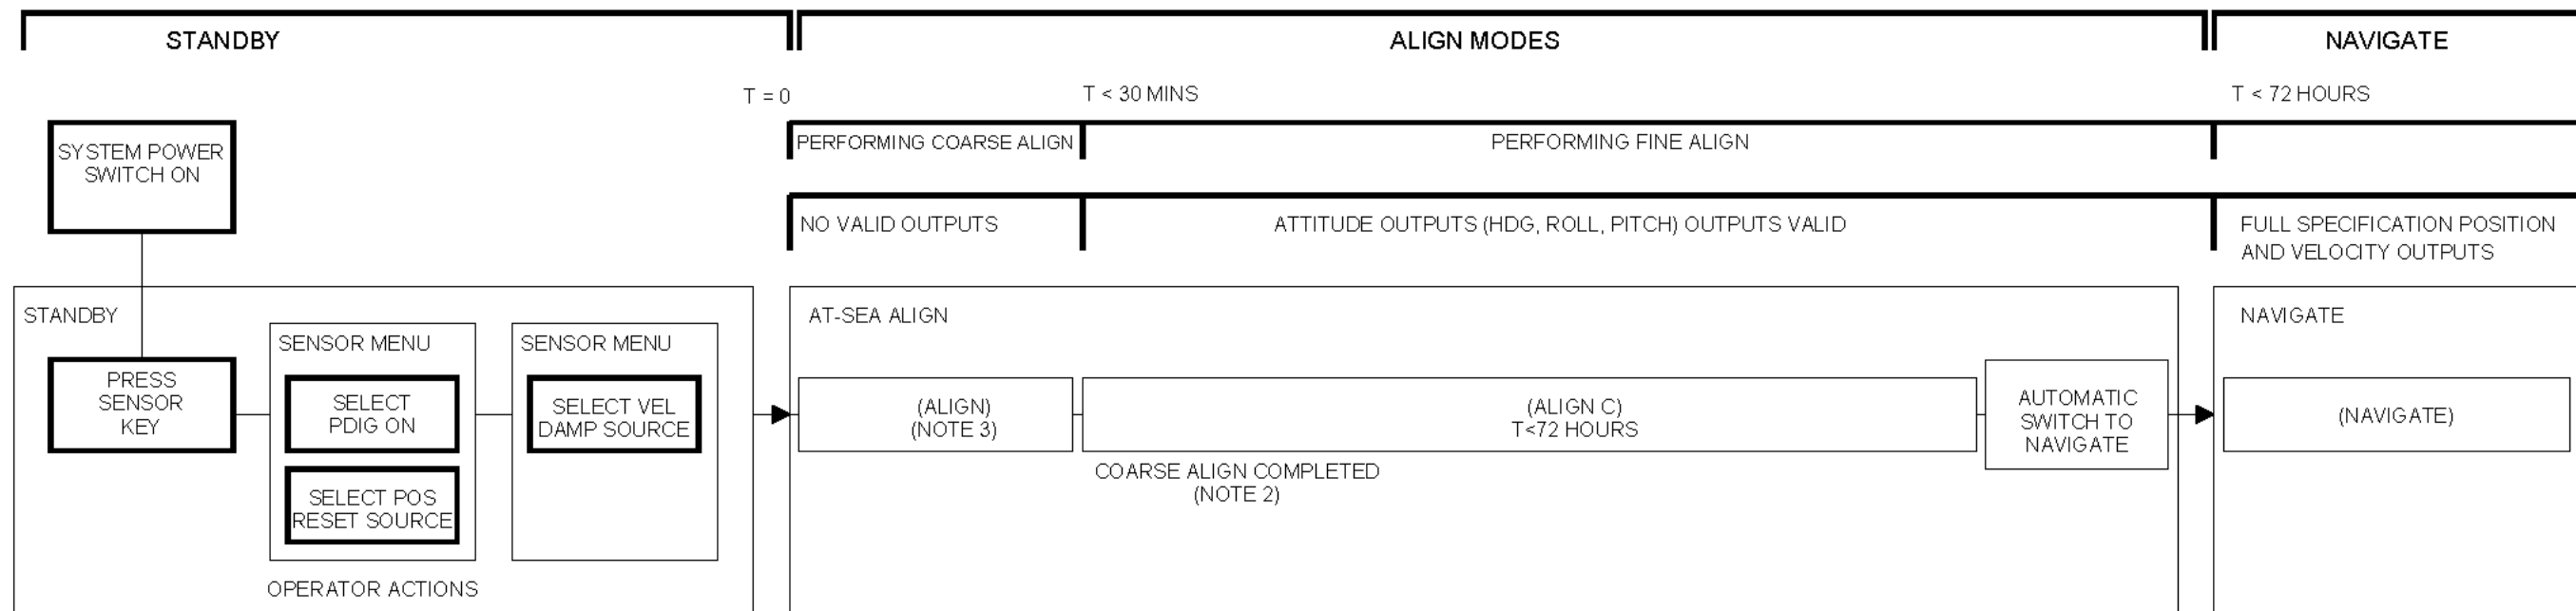 STANDBY
ALIGN MODES
NAVIGATE
T = 0
T < 30 MINS
T < 72 HOURS
SYSTEM POWER
SWITCH ON
PERFORMING COARSE ALIGN
PERFORMING FINE ALIGN
NO VALID OUTPUTS
ATTITUDE OUTPUTS (HDG, ROLL, PITCH) OUTPUTS VALID
FULL SPECIFICATION POSITION
AND VELOCITY OUTPUTS
STANDBY
PRESS
SENSOR
KEY
SENSOR MENU
SELECT
PDIG ON
SELECT POS
RESET SOURCE
SENSOR MENU
SELECT VEL
DAMP SOURCE
OPERATOR ACTIONS
AT-SEA ALIGN
(ALIGN)
(NOTE 3)
(ALIGN C)
T<72 HOURS
COARSE ALIGN COMPLETED
(NOTE 2)
AUTOMATIC
SWITCH TO
NAVIGATE
NAVIGATE
(NAVIGATE)